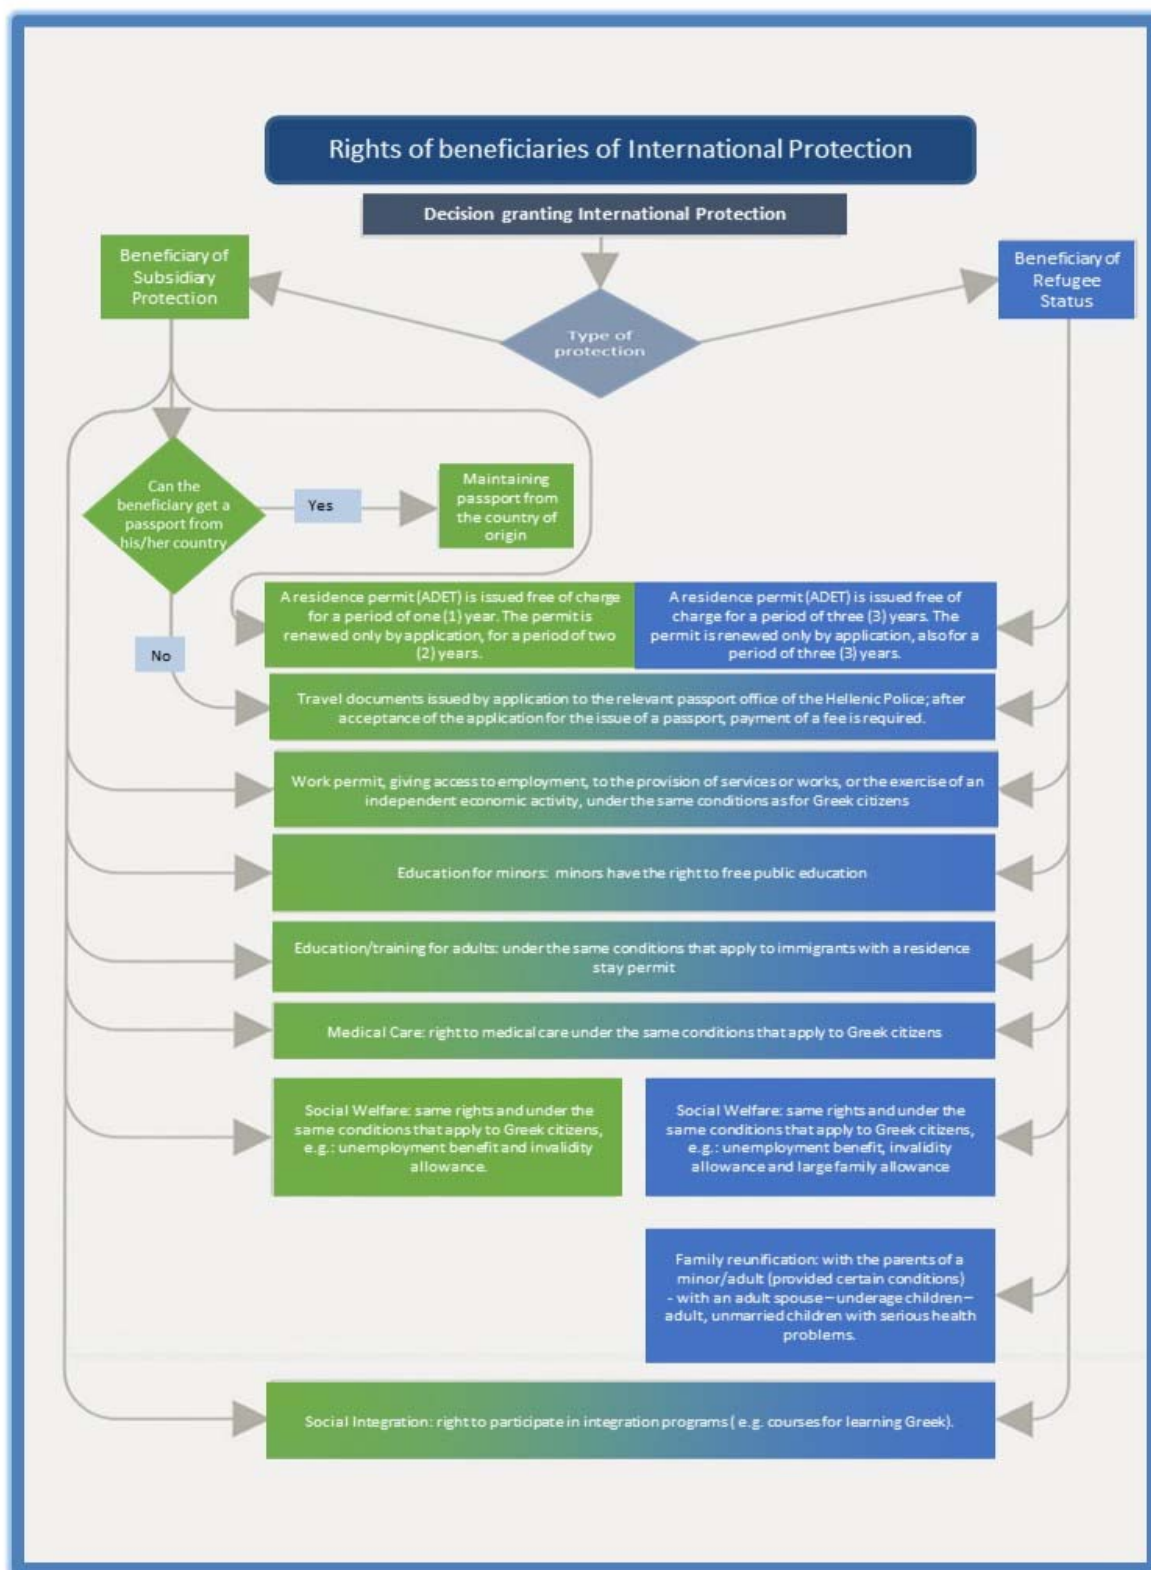 Rights of beneficiaries of International Protection
Decision granting International Protection
Beneficiary of
Subsidiary
Protection
Beneficiary of
Refugee
Status
Type of
protection
Can the
beneficiary get a
passport from
his/her country
Yes
Maintaining
passport from
the country of
origin
No
A residence permit (ADET) is issued free of charge
for a period of one (1) year. The permit is
renewed only by application, for a period of two
(2) years.
A residence permit (ADET) is issued free of
charge for a period of three (3) years. The
permit is renewed only by application, also for a
period of three (3) years.
Travel documents issued by application to the relevant passport office of the Hellenic Police; after
acceptance of the application for the issue of a passport, payment of a fee is required.
Work permit, giving access to employment, to the provision of services or works, or the exercise of an
independent economic activity, under the same conditions as for Greek citizens
Education for minors: minors have the right to free public education
Education/training for adults: under the same conditions that apply to immigrants with a residence
stay permit
Medical Care: right to medical care under the same conditions that apply to Greek citizens
Social Welfare: same rights and under the
same conditions that apply to Greek citizens,
e.g.: unemployment benefit and invalidity
allowance.
Social Welfare: same rights and under the
same conditions that apply to Greek citizens,
e.g.: unemployment benefit, invalidity
allowance and large family allowance
Family reunification: with the parents of a
minor/adult (provided certain conditions)
- with an adult spouse – underage children –
adult, unmarried children with serious health
problems.
Social Integration: right to participate in integration programs ( e.g. courses for learning Greek).